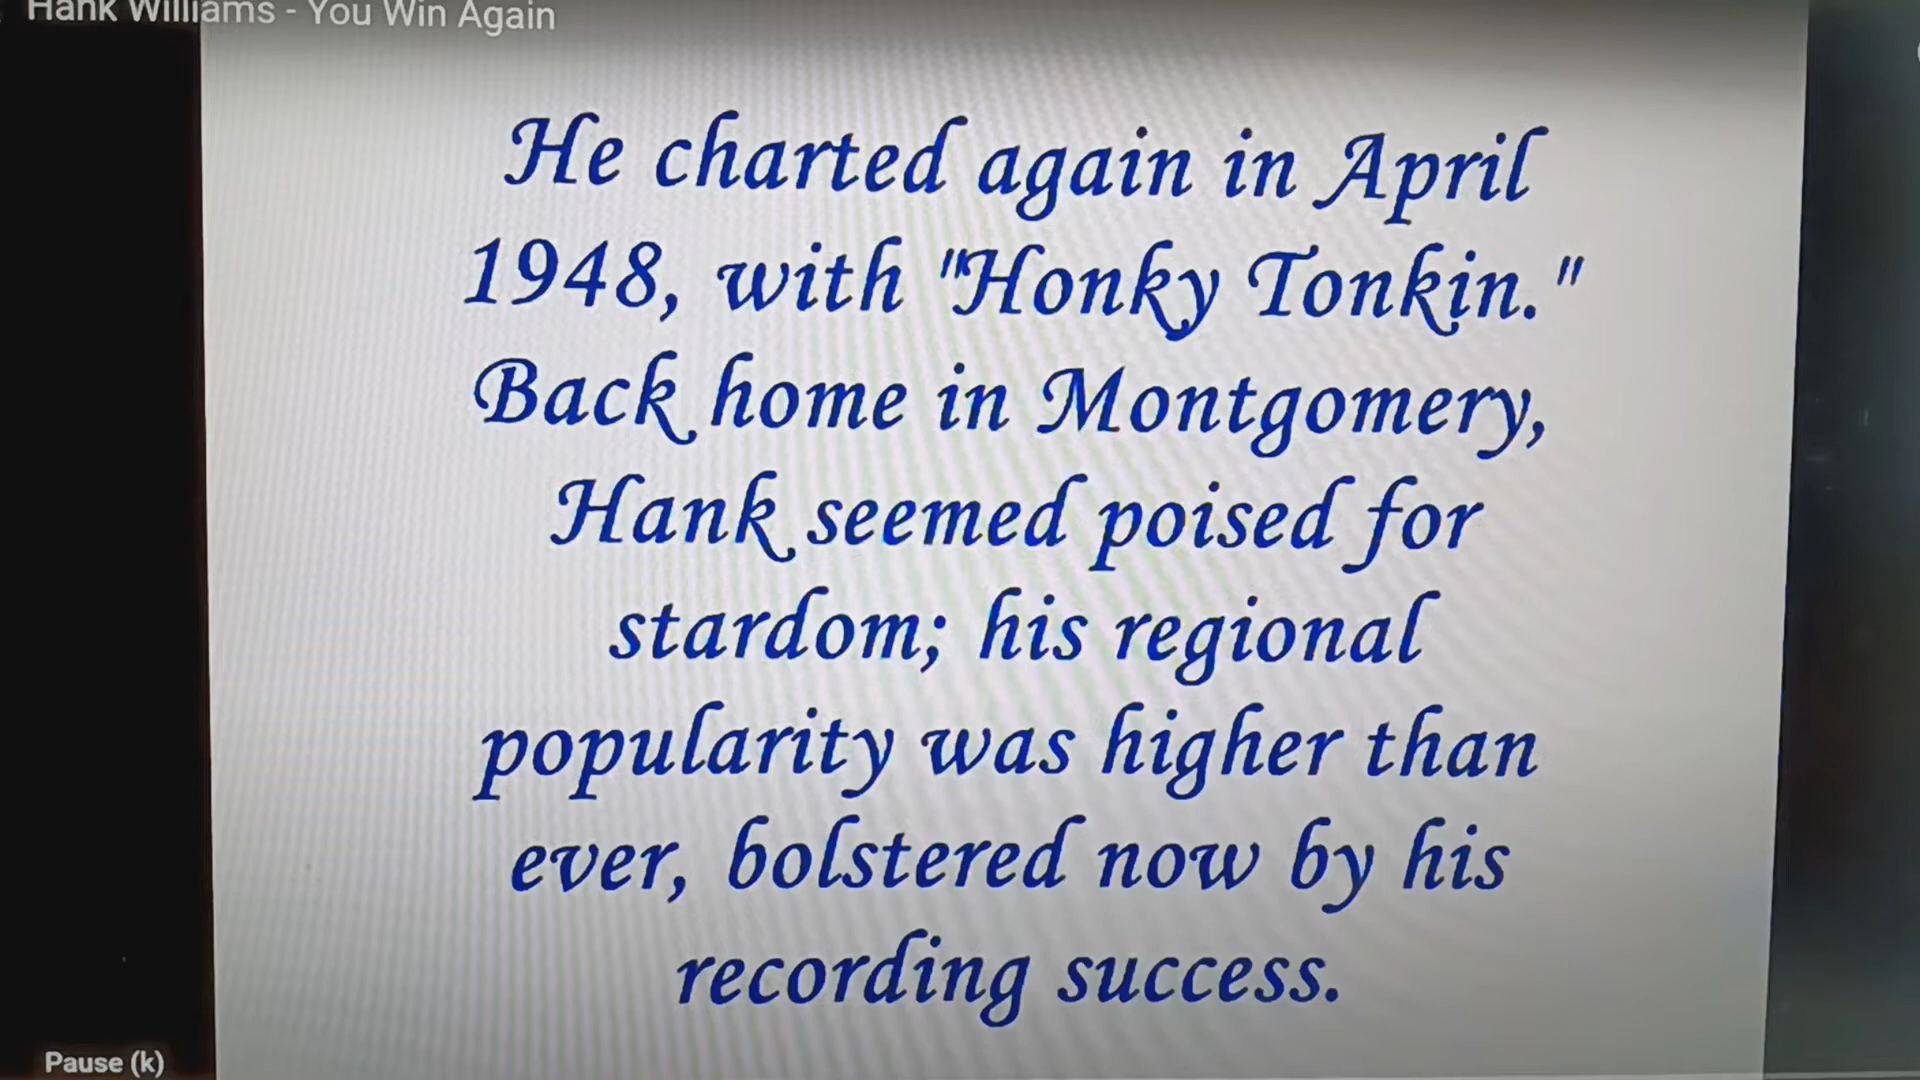 Hank Williams - You Win Again
He charted again in April
1948, with "Honky Tonkin."
Back home in Montgomery,
Hank seemed poised for
stardom; his regional
popularity was higher than
ever, bolstered now by his
recording success.
Pause (k)